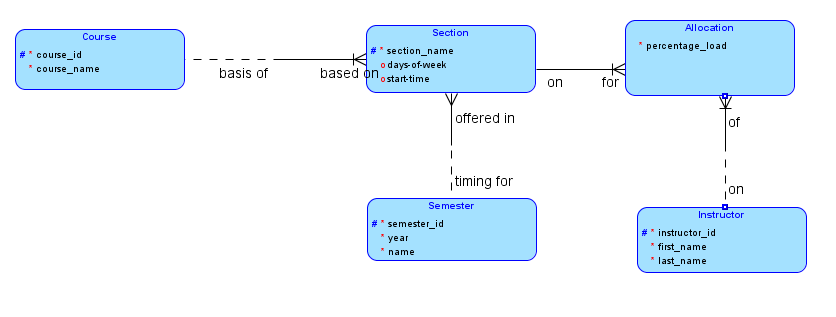 Course
# * course_id
* course_name
basis of
based on
Section
# * section_name
o days-of-week
o start-time
on
for
Allocation
* percentage_load
offered in
timing for
Semester
# * semester_id
* year
* name
of
on
Instructor
# * instructor_id
* first_name
* last_name